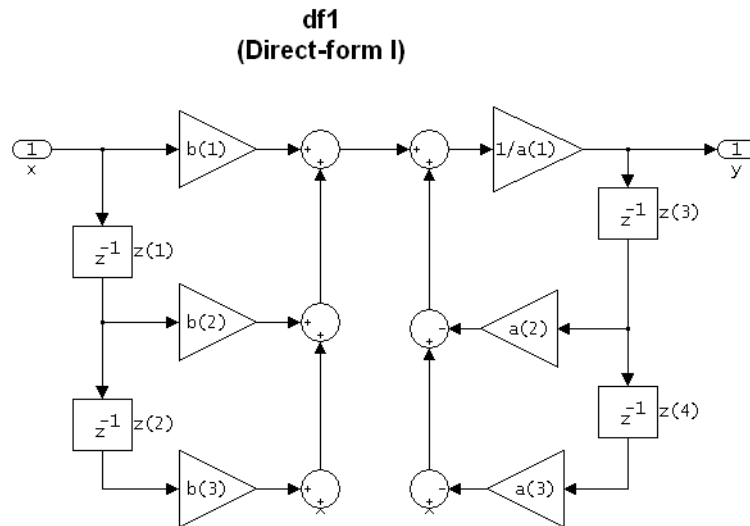 df1
(Direct-form I)
1
x
b(1)
+
+
+
+
1/a(1)
1
y
z-1
z(1)
z-1
z(3)
b(2)
+
+
-
+
a(2)
z-1
z(2)
z-1
z(4)
b(3)
+
+
-
+
a(3)